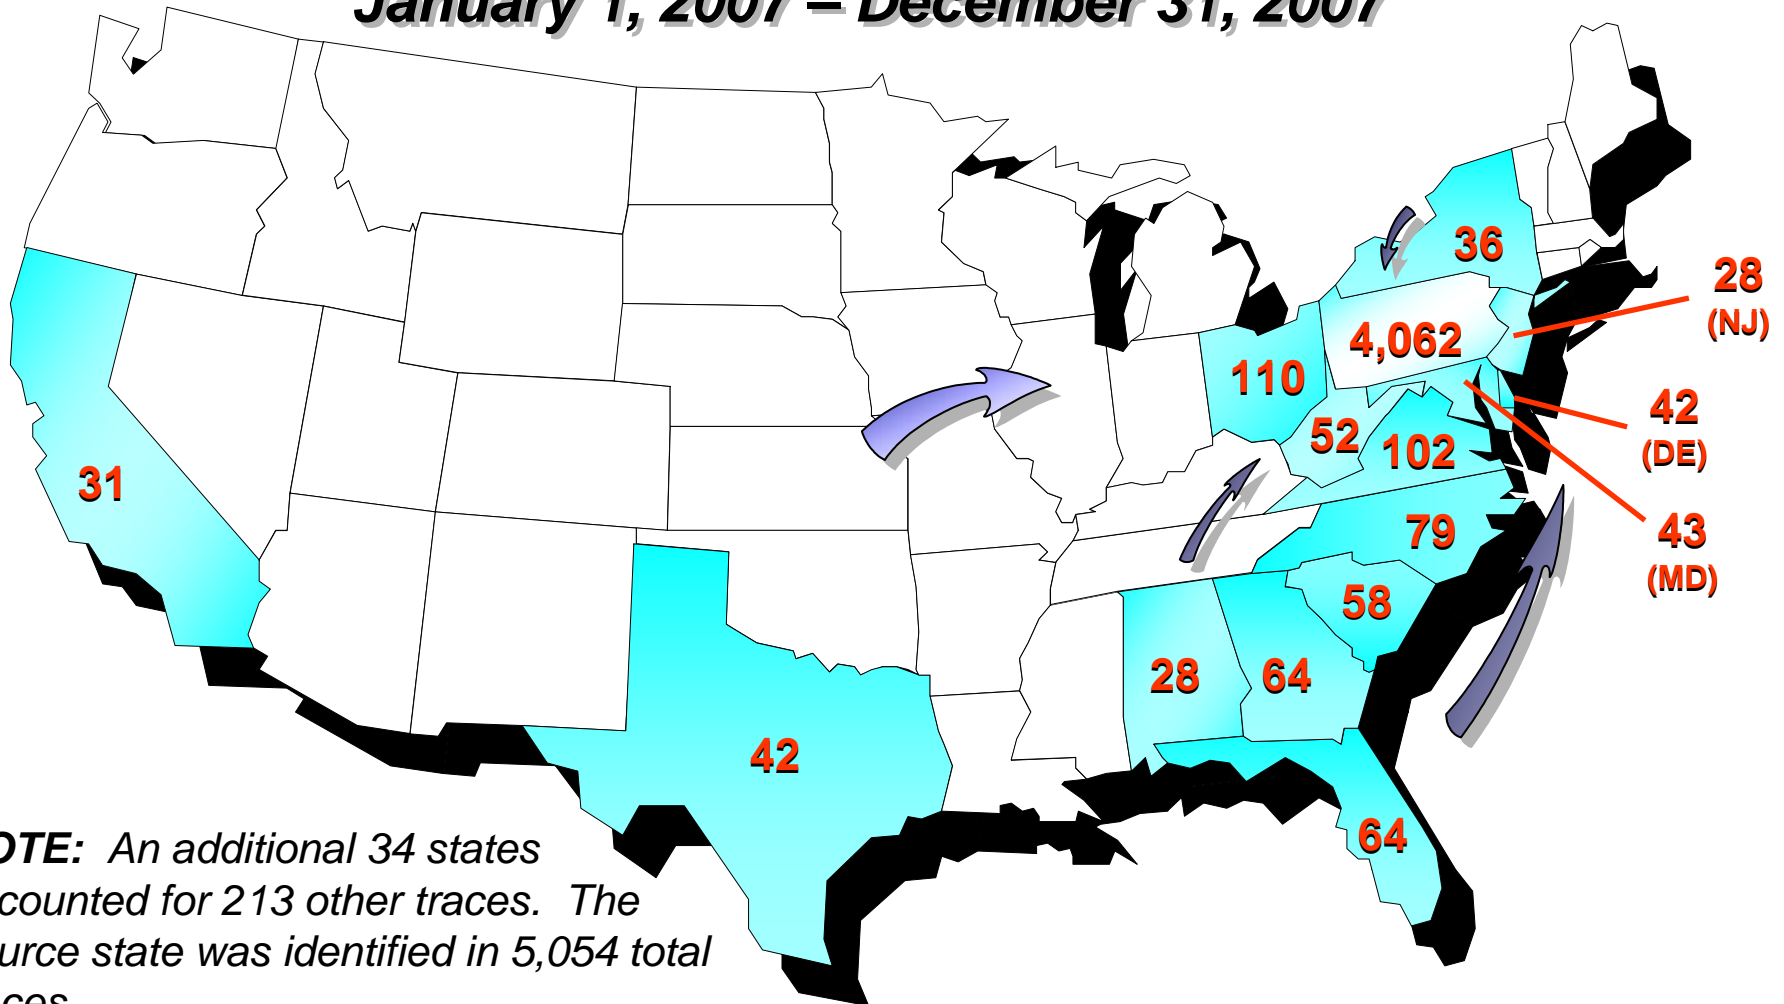 January 1, 2007 – December 31, 2007
36
28
(NJ)
4,062
110
42
(DE)
52
102
31
79
43
(MD)
58
28
64
42
64
OTE: An additional 34 states
counted for 213 other traces. The
urce state was identified in 5,054 total
ces